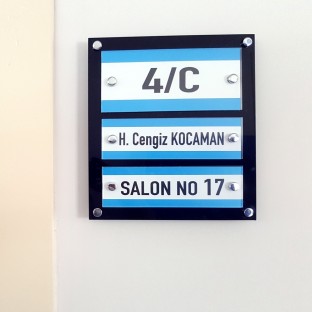 4/C
H. Cengiz KOCAMAN
SALON NO 17